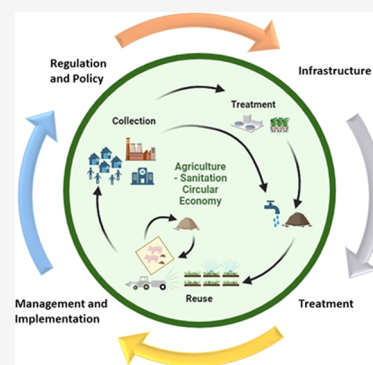 Regulation
and Policy
Infrastructure
Treatment
Collection
Agriculture
- Sanitation
Circular
Economy
Reuse
Management and
Implementation
Treatment